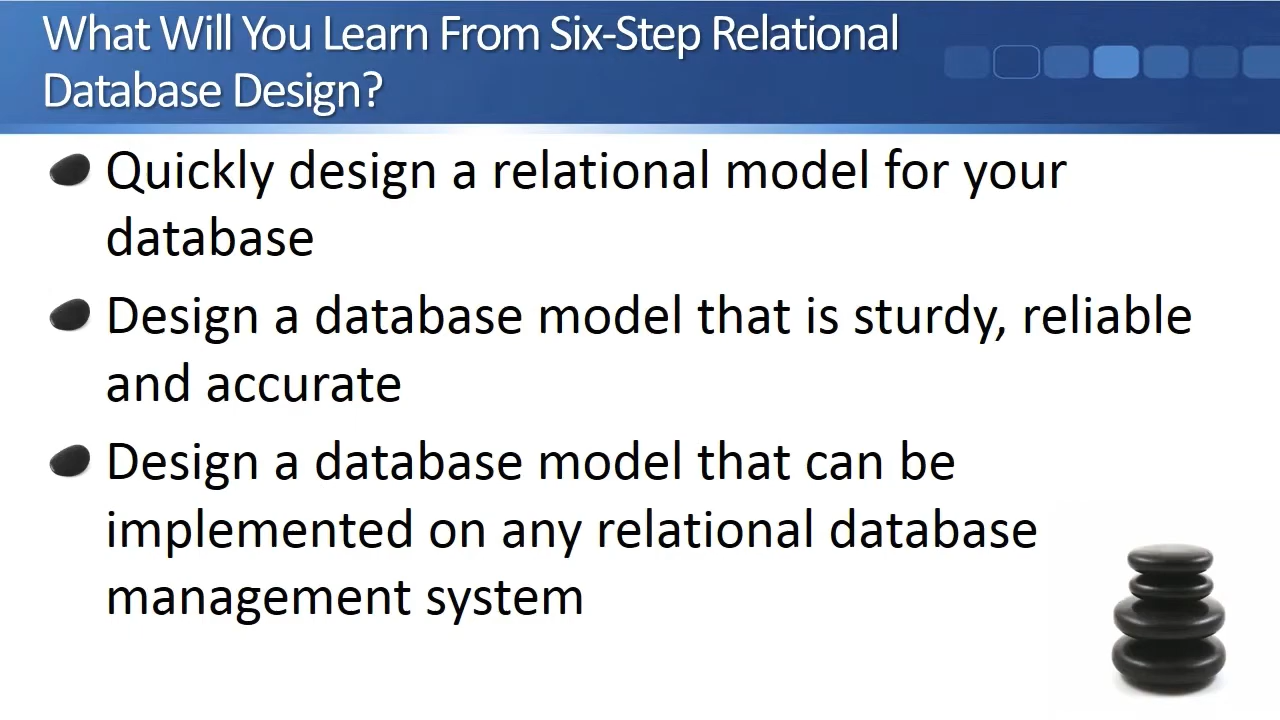 What Will You Learn From Six-Step Relational
Database Design?
Quickly design a relational model for your
database
Design a database model that is sturdy, reliable
and accurate
Design a database model that can be
implemented on any relational database
management system